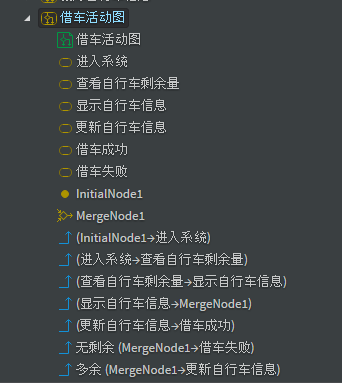 借车活动图
借车活动图
进入系统
查看自行车剩余量
显示自行车信息
更新自行车信息
借车成功
借车失败
InitialNode1
MergeNode1
(InitialNode1→进入系统)
(进入系统→查看自行车剩余量)
(查看自行车剩余量→显示自行车信息)
(显示自行车信息→MergeNode1)
(更新自行车信息→借车成功)
无剩余 (MergeNode1→借车失败)
多余 (MergeNode1→更新自行车信息)